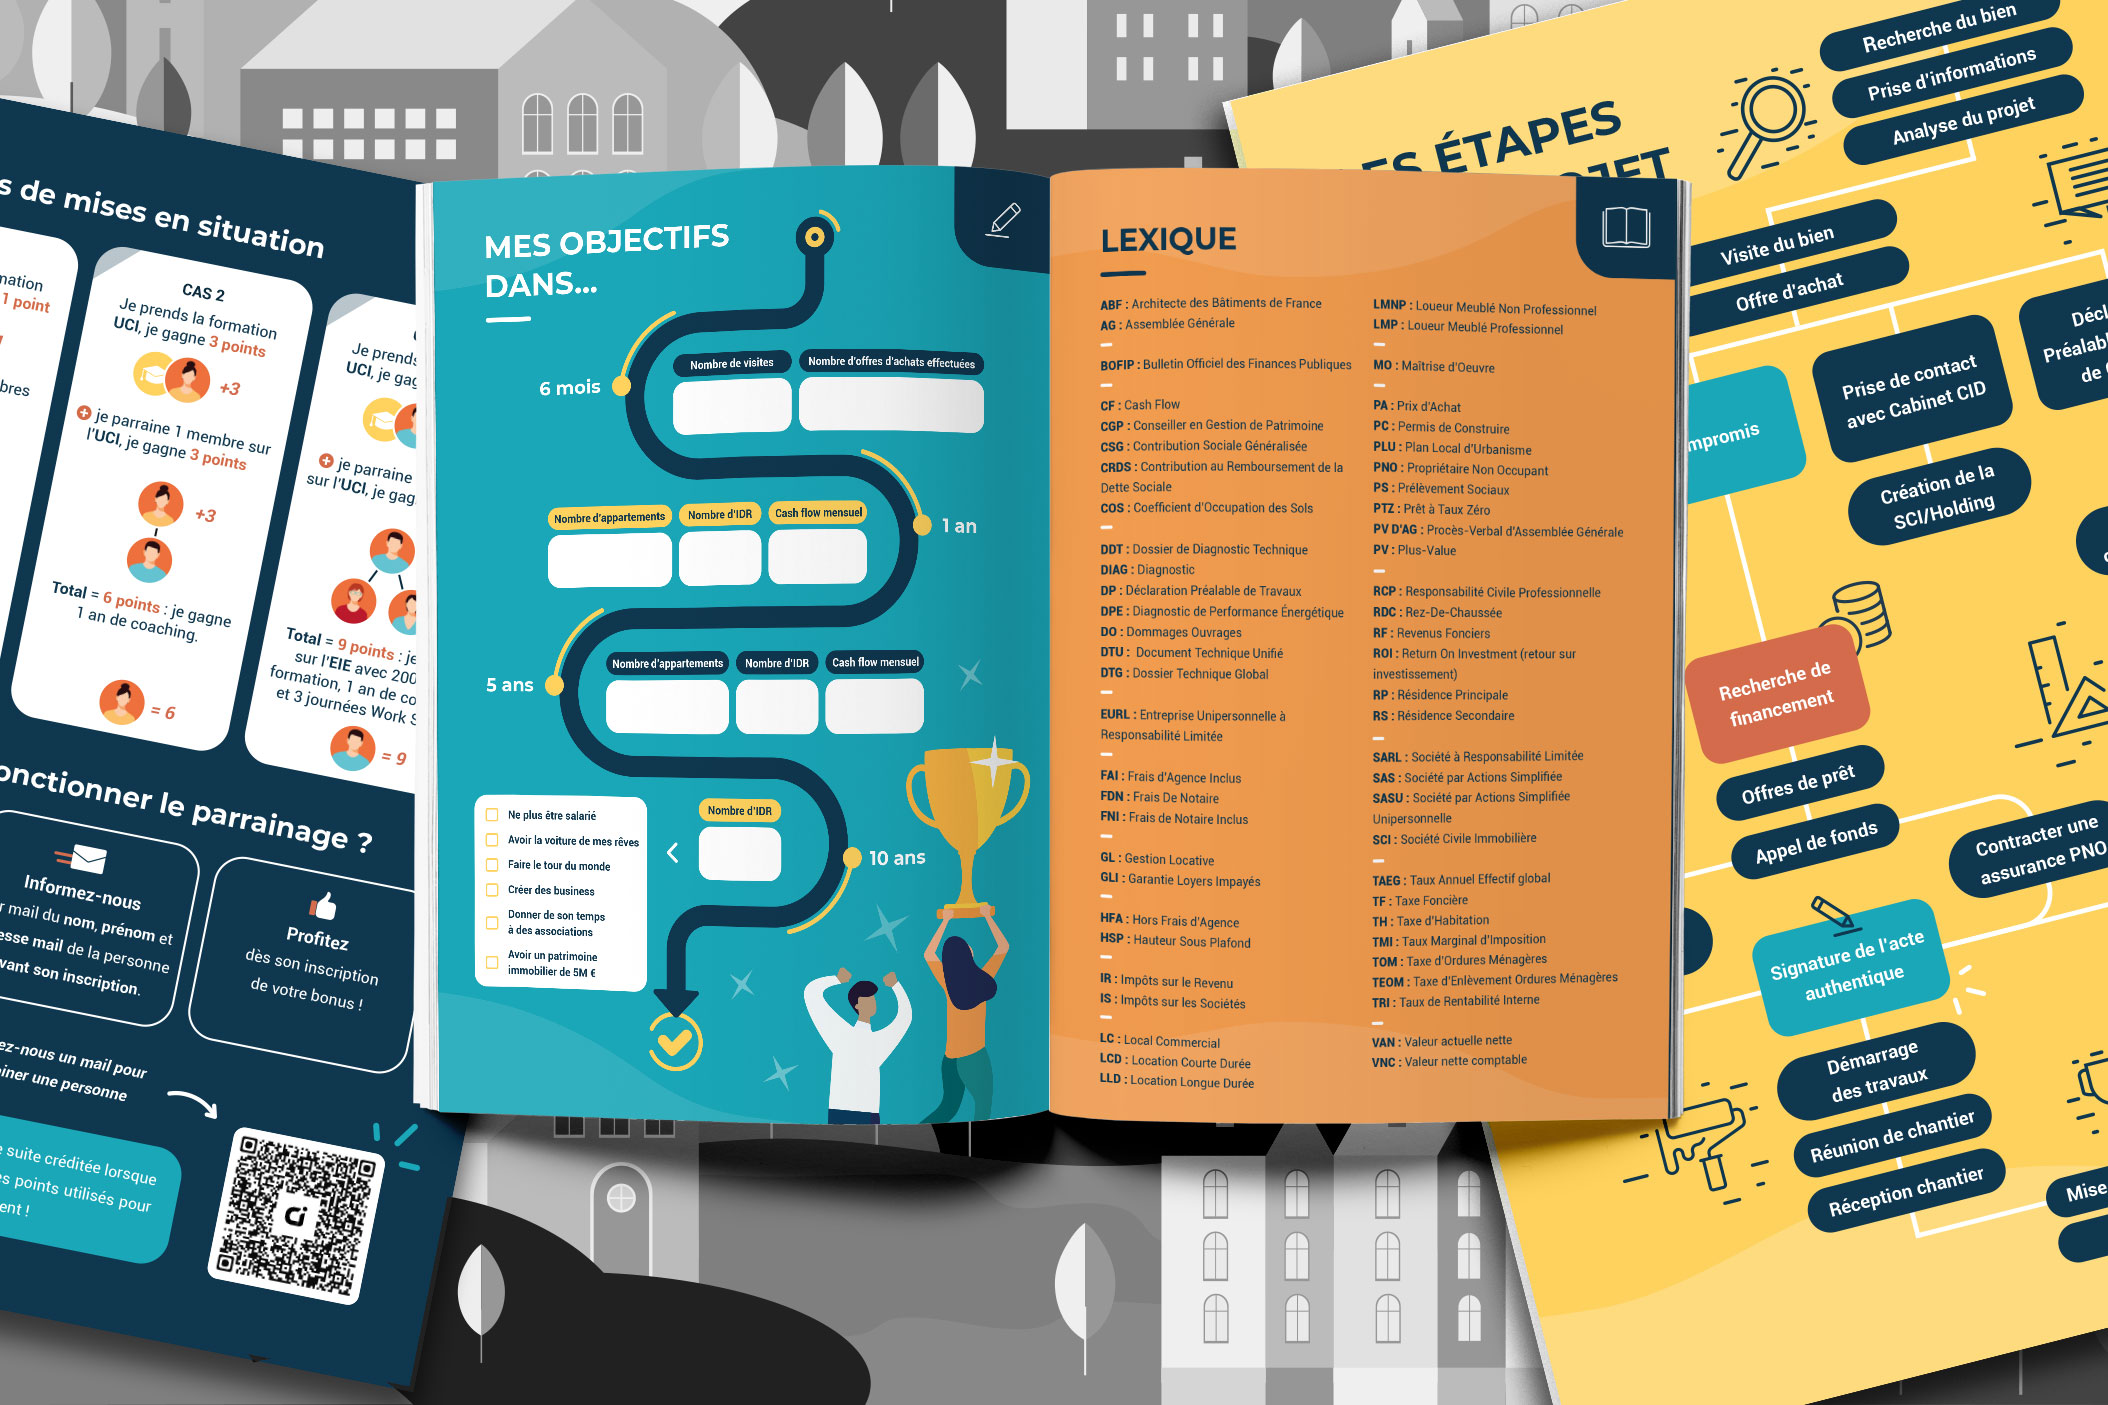 s de mises en situation
mation
1 point
bres
CAS 2
Je prends la formation
UCI, je gagne 3 points
+3
je parraine 1 membre sur
l'UCI, je gagne 3 points
+3
Total = 6 points : je gagne
1 an de coaching.
= 6
Je prends
UCI, je gag
je parraine
sur l'UCI, je gag
Total = 9 points : je
sur l'EIE avec 200
formation, 1 an de co
et 3 journées Work S
= 9
onctionner le parrainage ?
Informez-nous
r mail du nom, prénom et
esse mail de la personne
vant son inscription.
Profitez
dès son inscription
de votre bonus !
ez-nous un mail pour
iner une personne
e suite créditée lorsque
es points utilisés pour
ent !
Ci
MES OBJECTIFS
DANS...
6 mois
Nombre de visites
Nombre d'offres d'achats effectuées
1 an
Nombre d'appartements
Nombre d'IDR
Cash flow mensuel
5 ans
Nombre d'appartements
Nombre d'IDR
Cash flow mensuel
10 ans
Nombre d'IDR
Ne plus être salarié
Avoir la voiture de mes rêves
Faire le tour du monde
Créer des business
Donner de son temps
à des associations
Avoir un patrimoine
immobilier de 5M €
LEXIQUE
ABF : Architecte des Bâtiments de France
AG : Assemblée Générale
BOFIP : Bulletin Officiel des Finances Publiques
CF : Cash Flow
CGP : Conseiller en Gestion de Patrimoine
CSG : Contribution Sociale Généralisée
CRDS : Contribution au Remboursement de la
Dette Sociale
COS : Coefficient d'Occupation des Sols
DDT : Dossier de Diagnostic Technique
DIAG : Diagnostic
DP : Déclaration Préalable de Travaux
DPE : Diagnostic de Performance Énergétique
DO : Dommages Ouvrages
DTU : Document Technique Unifié
DTG : Dossier Technique Global
EURL : Entreprise Unipersonnelle à
Responsabilité Limitée
FAI : Frais d'Agence Inclus
FDN : Frais De Notaire
FNI : Frais de Notaire Inclus
GL : Gestion Locative
GLI : Garantie Loyers Impayés
HFA : Hors Frais d'Agence
HSP : Hauteur Sous Plafond
IR : Impôts sur le Revenu
IS : Impôts sur les Sociétés
LC : Local Commercial
LCD : Location Courte Durée
LLD : Location Longue Durée
LMNP : Loueur Meublé Non Professionnel
LMP : Loueur Meublé Professionnel
MO : Maîtrise d'Oeuvre
PA : Prix d'Achat
PC : Permis de Construire
PLU : Plan Local d'Urbanisme
PNO : Propriétaire Non Occupant
PS : Prélèvement Sociaux
PTZ : Prêt à Taux Zéro
PV D'AG : Procès-Verbal d'Assemblée Générale
PV : Plus-Value
RCP : Responsabilité Civile Professionnelle
RDC : Rez-De-Chaussée
RF : Revenus Fonciers
ROI : Return On Investment (retour sur
investissement)
RP : Résidence Principale
RS : Résidence Secondaire
SARL : Société à Responsabilité Limitée
SAS : Société par Actions Simplifiée
SASU : Société par Actions Simplifiée
Unipersonnelle
SCI : Société Civile Immobilière
TAEG : Taux Annuel Effectif global
TF : Taxe Foncière
TH : Taxe d'Habitation
TMI : Taux Marginal d'Imposition
TOM : Taxe d'Ordures Ménagères
TEOM : Taxe d'Enlèvement Ordures Ménagères
TRI : Taux de Rentabilité Interne
VAN : Valeur actuelle nette
VNC : Valeur nette comptable
ES ÉTAPES
OJET
Recherche du bien
Prise d'informations
Analyse du projet
Visite du bien
Offre d'achat
mpromis
Prise de contact
avec Cabinet CID
Création de la
SCI/Holding
Décl
Préalab
de
Recherche de
financement
Offres de prêt
Appel de fonds
Contracter une
assurance PNO
Signature de l'acte
authentique
Démarrage
des travaux
Réunion de chantier
Réception chantier
Mise